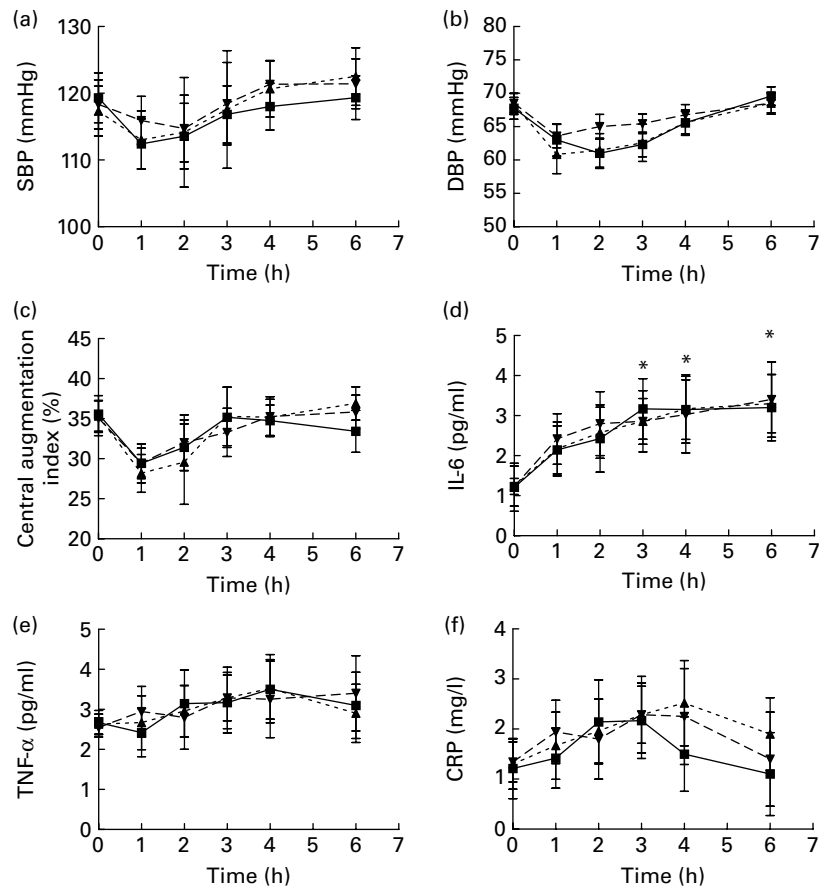 (a)
130
120
110
100
SBP (mmHg)
0 1 2 3 4 5 6 7
Time (h)
(b)
80
75
70
65
60
55
50
DBP (mmHg)
0 1 2 3 4 5 6 7
Time (h)
(c)
45
40
35
30
25
20
Central augmentation
index (%)
0 1 2 3 4 5 6 7
Time (h)
(d)
5
4
3
2
1
0
IL-6 (pg/ml)
* * *
0 1 2 3 4 5 6 7
Time (h)
(e)
5
4
3
2
1
0
TNF-α (pg/ml)
0 1 2 3 4 5 6 7
Time (h)
(f)
4
3
2
1
0
CRP (mg/l)
0 1 2 3 4 5 6 7
Time (h)